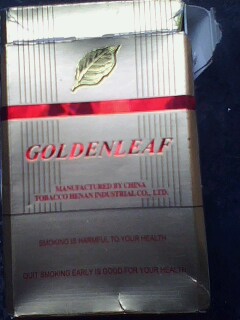 GOLDENLEAF
MANUFACTURED BY CHINA
TOBACCO HENAN INDUSTRIAL CO., LTD.
SMOKING IS HARMFUL TO YOUR HEALTH
QUIT SMOKING EARLY IS GOOD FOR YOUR HEALTH